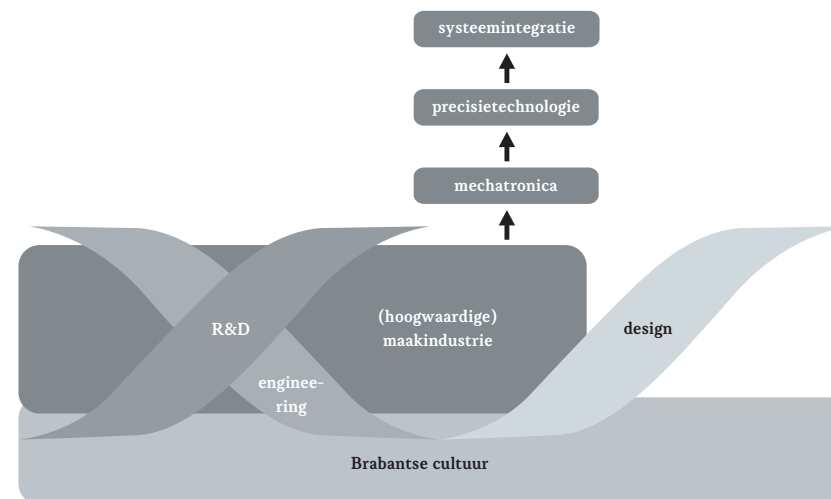 systeemintegratie
precisietechnologie
mechatronica
(hoogwaardige)
maakindustrie
R&D
design
enginee-
ring
Brabantse cultuur